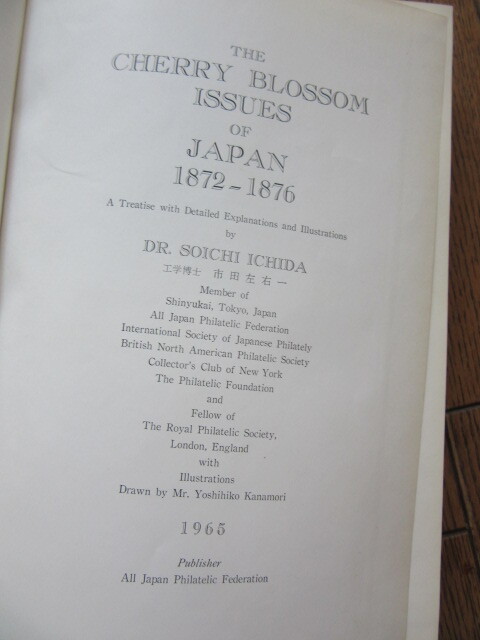 THE
CHERRY BLOSSOM
ISSUES
OF
JAPAN
1872-1876
A Treatise with Detailed Explanations and Illustrations
by
DR. SOICHI ICHIDA
工学博士 市田左右一
Member of
Shinyukai, Tokyo, Japan
All Japan Philatelic Federation
International Society of Japanese Philately
British North American Philatelic Society
Collector's Club of New York
The Philatelic Foundation
and
Fellow of
The Royal Philatelic Society,
London, England
with
Illustrations
Drawn by Mr. Yoshihiko Kanamori
1965
Publisher
All Japan Philatelic Federation